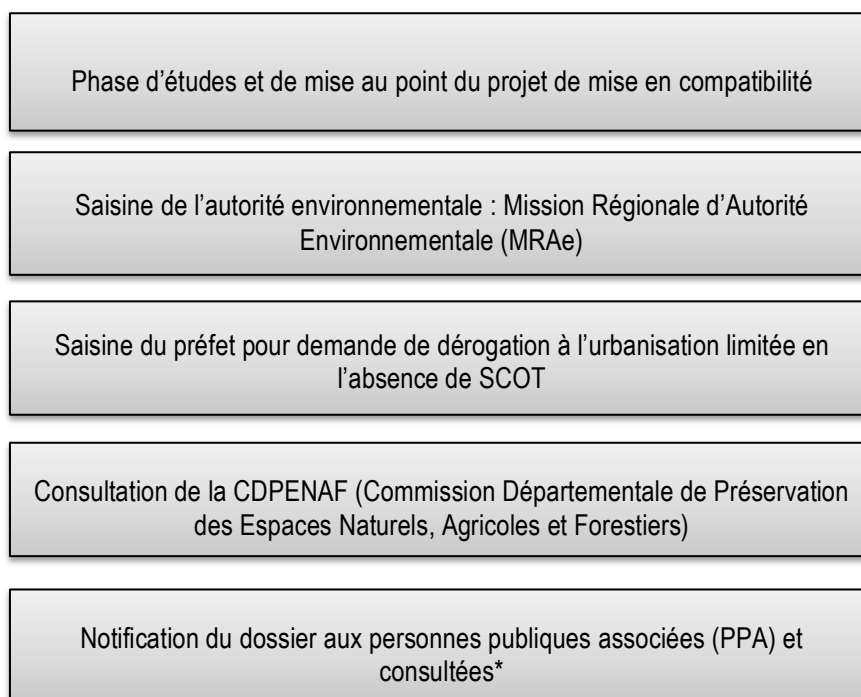 Phase d'études et de mise au point du projet de mise en compatibilité
Saisine de l'autorité environnementale : Mission Régionale d'Autorité
Environnementale (MRAe)
Saisine du préfet pour demande de dérogation à l'urbanisation limitée en
l'absence de SCOT
Consultation de la CDPENAF (Commission Départementale de Préservation
des Espaces Naturels, Agricoles et Forestiers)
Notification du dossier aux personnes publiques associées (PPA) et
consultées*